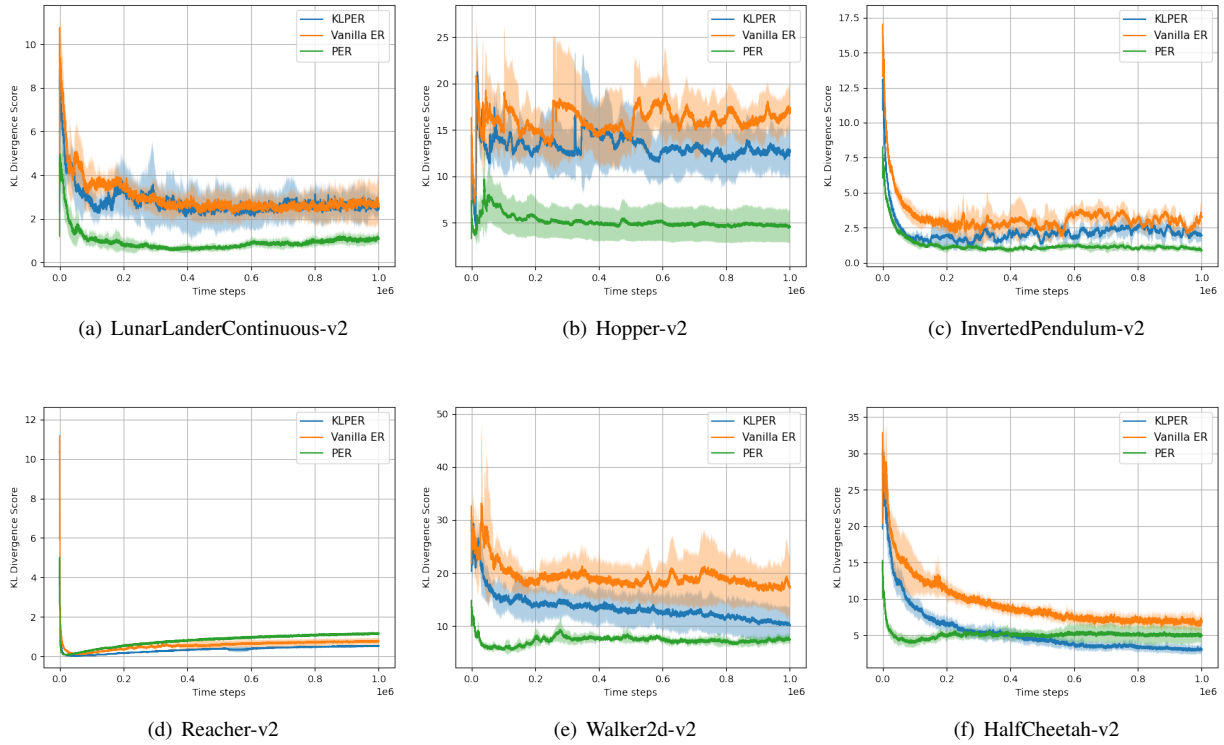 KLPER
Vanilla ER
PER
10
8
6
4
2
0
KL Divergence Score
0.0 0.2 0.4 0.6 0.8 1.0
1e6
Time steps
(a) LunarLanderContinuous-v2
KLPER
Vanilla ER
PER
25
20
15
10
5
0
KL Divergence Score
0.0 0.2 0.4 0.6 0.8 1.0
1e6
Time steps
(b) Hopper-v2
KLPER
Vanilla ER
PER
17.5
15.0
12.5
10.0
7.5
5.0
2.5
0.0
KL Divergence Score
0.0 0.2 0.4 0.6 0.8 1.0
1e6
Time steps
(c) InvertedPendulum-v2
KLPER
Vanilla ER
PER
12
10
8
6
4
2
0
KL Divergence Score
0.0 0.2 0.4 0.6 0.8 1.0
1e6
Time steps
(d) Reacher-v2
KLPER
Vanilla ER
PER
50
40
30
20
10
KL Divergence Score
0.0 0.2 0.4 0.6 0.8 1.0
1e6
Time steps
(e) Walker2d-v2
KLPER
Vanilla ER
PER
35
30
25
20
15
10
5
0
KL Divergence Score
0.0 0.2 0.4 0.6 0.8 1.0
1e6
Time steps
(f) HalfCheetah-v2